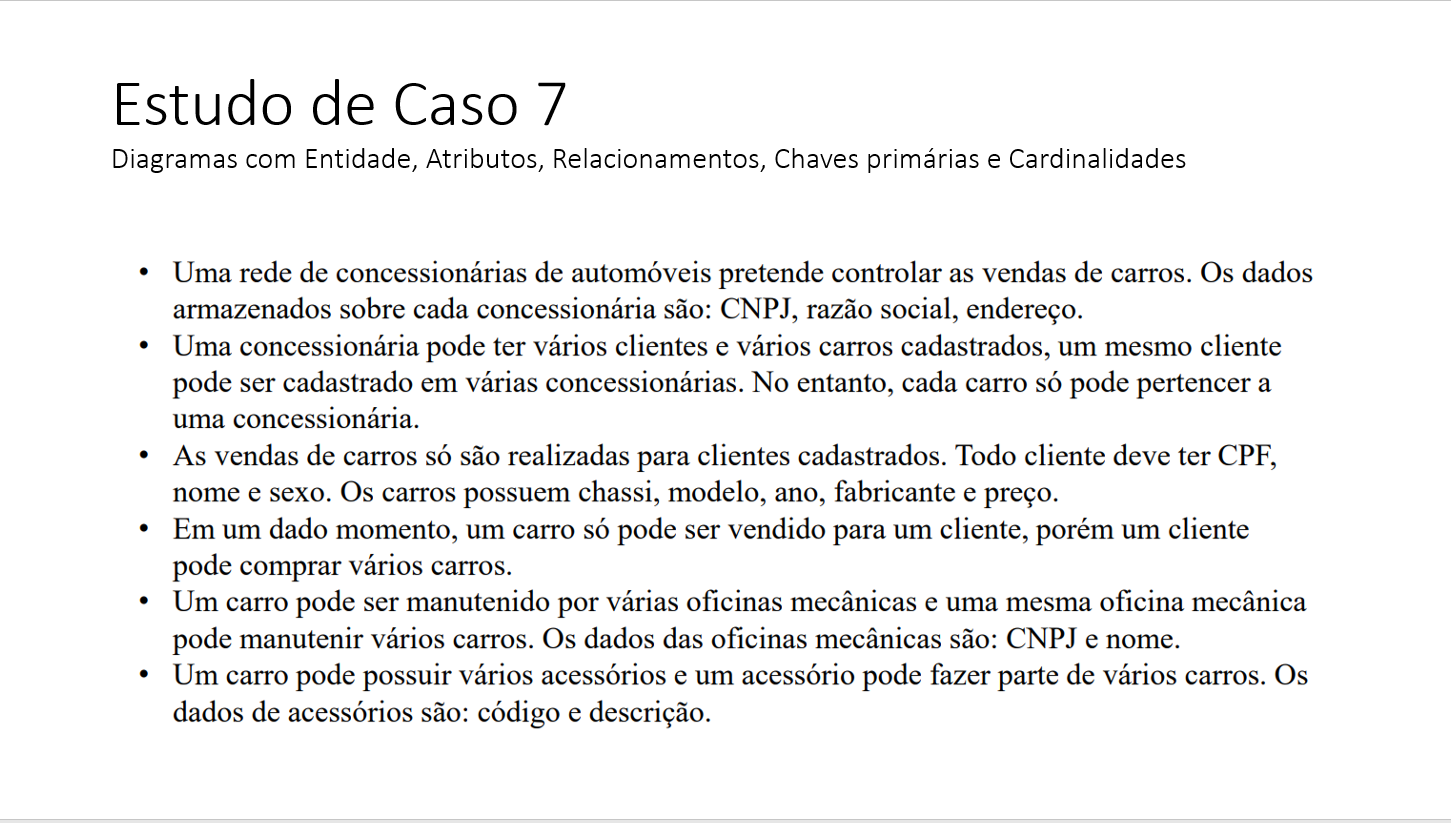 Estudo de Caso 7
Diagramas com Entidade, Atributos, Relacionamentos, Chaves primárias e Cardinalidades
• Uma rede de concessionárias de automóveis pretende controlar as vendas de carros. Os dados
armazenados sobre cada concessionária são: CNPJ, razão social, endereço.
• Uma concessionária pode ter vários clientes e vários carros cadastrados, um mesmo cliente
pode ser cadastrado em várias concessionárias. No entanto, cada carro só pode pertencer a
uma concessionária.
• As vendas de carros só são realizadas para clientes cadastrados. Todo cliente deve ter CPF,
nome e sexo. Os carros possuem chassi, modelo, ano, fabricante e preço.
• Em um dado momento, um carro só pode ser vendido para um cliente, porém um cliente
pode comprar vários carros.
• Um carro pode ser manutenido por várias oficinas mecânicas e uma mesma oficina mecânica
pode manutenir vários carros. Os dados das oficinas mecânicas são: CNPJ e nome.
• Um carro pode possuir vários acessórios e um acessório pode fazer parte de vários carros. Os
dados de acessórios são: código e descrição.